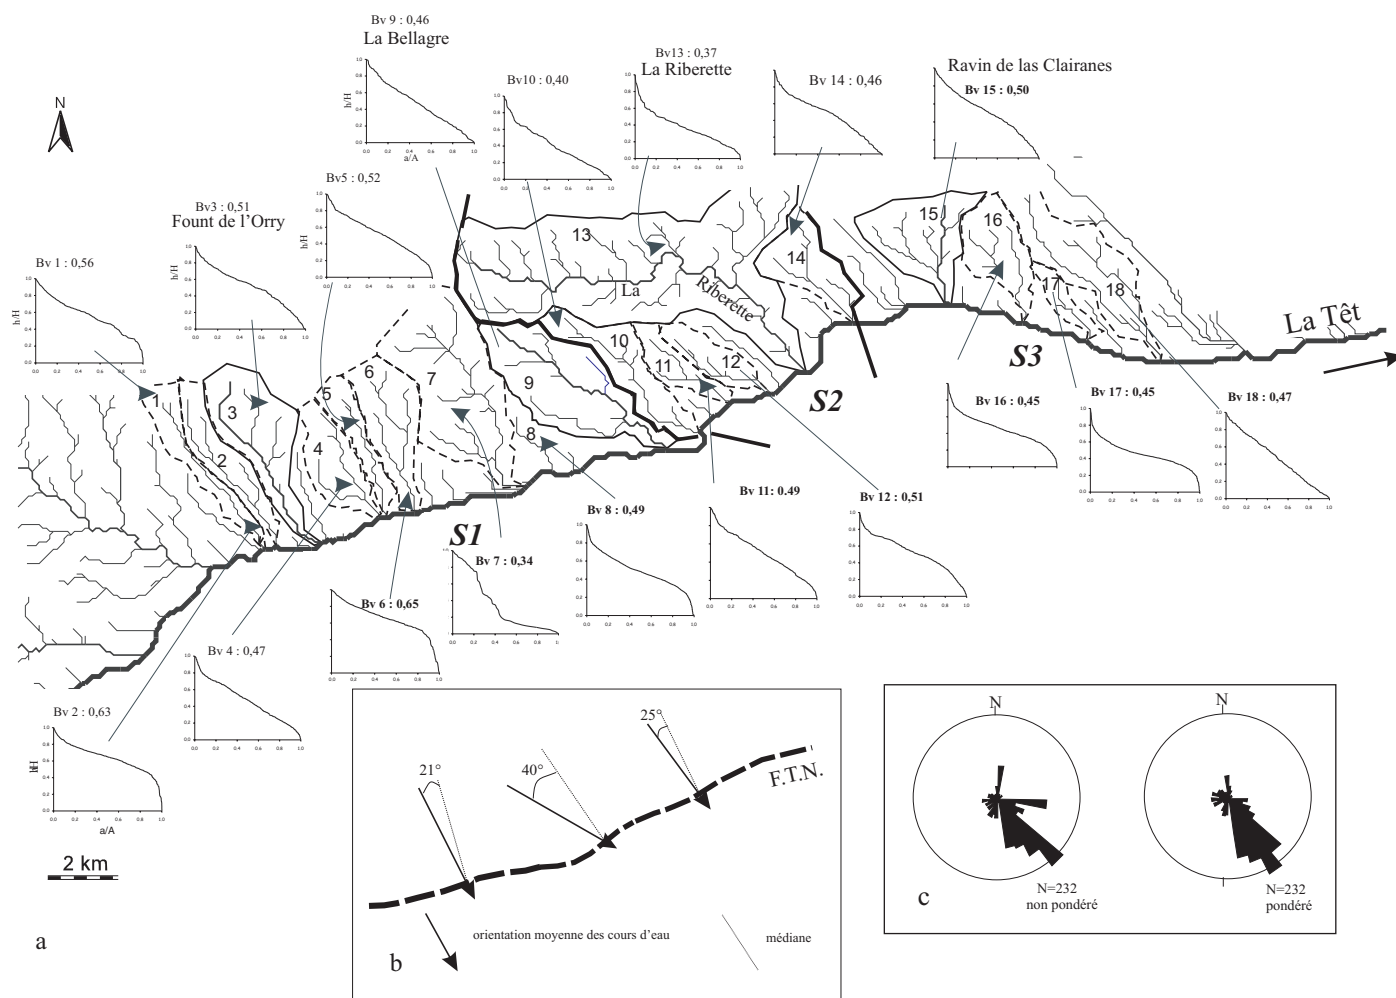 Bv 9 : 0,46
La Bellagre
Bv10 : 0,40
Bv13 : 0,37
La Riberette
Bv 14 : 0,46
Ravin de las Clairanes
Bv 15 : 0,50
N
h/H
a/A
Bv5 : 0,52
Bv3 : 0,51
Fount de l'Orry
Bv 1 : 0,56
h/H
h/H
h/H
1
2
3
4
5
6
7
8
9
10
11
12
13
14
15
16
17
18
La
Riberette
La Têt
S1
S2
S3
Bv 16 : 0,45
Bv 17 : 0,45
Bv 18 : 0,47
Bv 11: 0.49
Bv 12 : 0,51
Bv 8 : 0,49
Bv 7 : 0,34
Bv 6 : 0,65
Bv 4 : 0,47
Bv 2 : 0,63
a/A
2 km
a
21°
40°
25°
F.T.N.
orientation moyenne des cours d'eau
médiane
b
N
N
N=232
non pondéré
N=232
pondéré
c